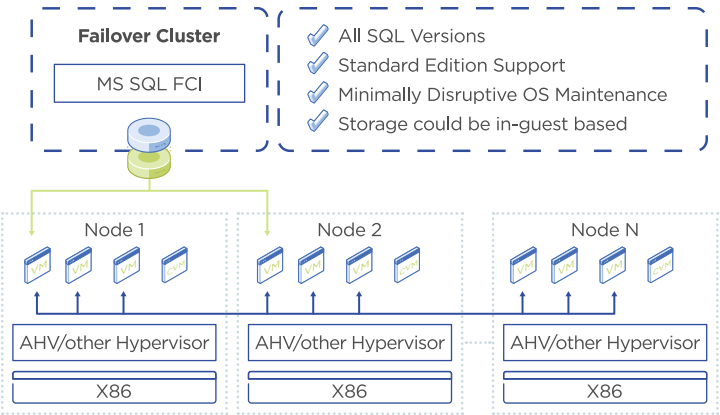 Failover Cluster
MS SQL FCI
All SQL Versions
Standard Edition Support
Minimally Disruptive OS Maintenance
Storage could be in-guest based
Node 1
Node 2
Node N
VM VM VM CVM
VM VM VM CVM
VM VM VM CVM
AHV/other Hypervisor
AHV/other Hypervisor
AHV/other Hypervisor
X86
X86
X86